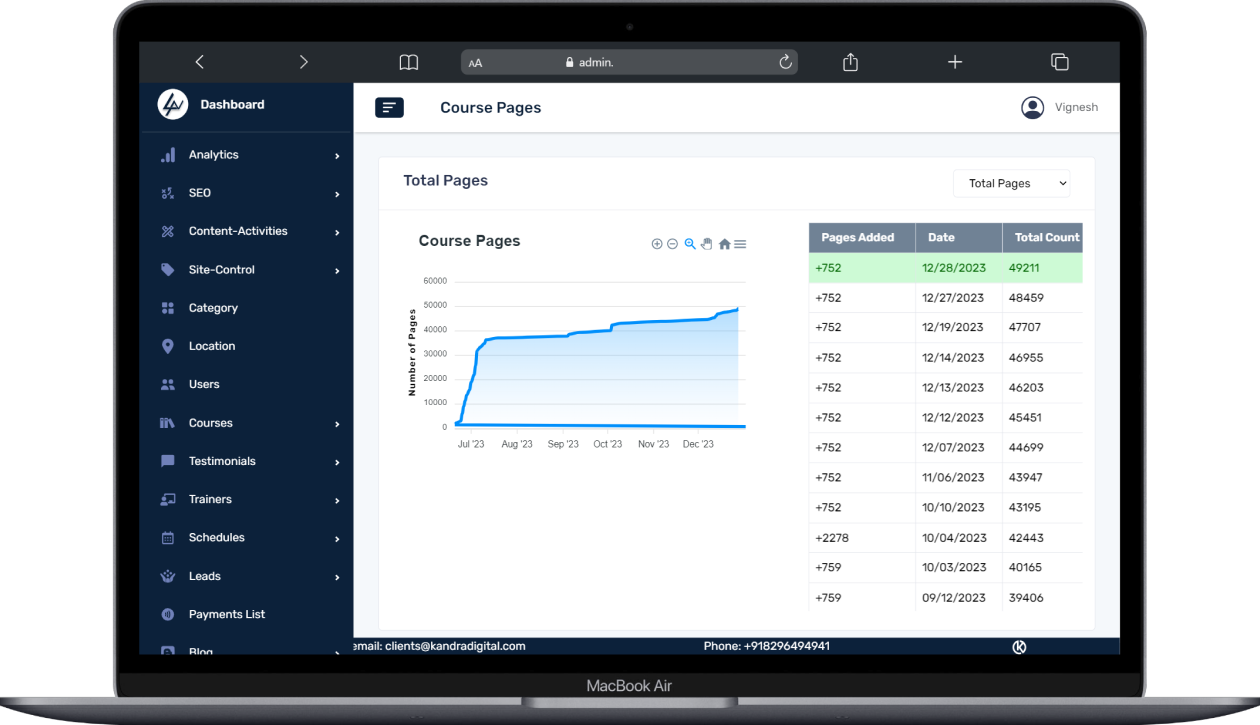 AA admin.
Dashboard
Course Pages
Vignesh
Analytics
SEO
Content-Activities
Site-Control
Category
Location
Users
Courses
Testimonials
Trainers
Schedules
Leads
Payments List
Blog
Total Pages
Total Pages
Course Pages
60000
50000
40000
30000
20000
10000
0
Number of Pages
Jul '23 Aug '23 Sep '23 Oct '23 Nov '23 Dec '23
Pages Added Date Total Count
+752 12/28/2023 49211
+752 12/27/2023 48459
+752 12/19/2023 47707
+752 12/14/2023 46955
+752 12/13/2023 46203
+752 12/12/2023 45451
+752 12/07/2023 44699
+752 11/06/2023 43947
+752 10/10/2023 43195
+2278 10/04/2023 42443
+759 10/03/2023 40165
+759 09/12/2023 39406
email: clients@kandradigital.com Phone: +918296494941
MacBook Air